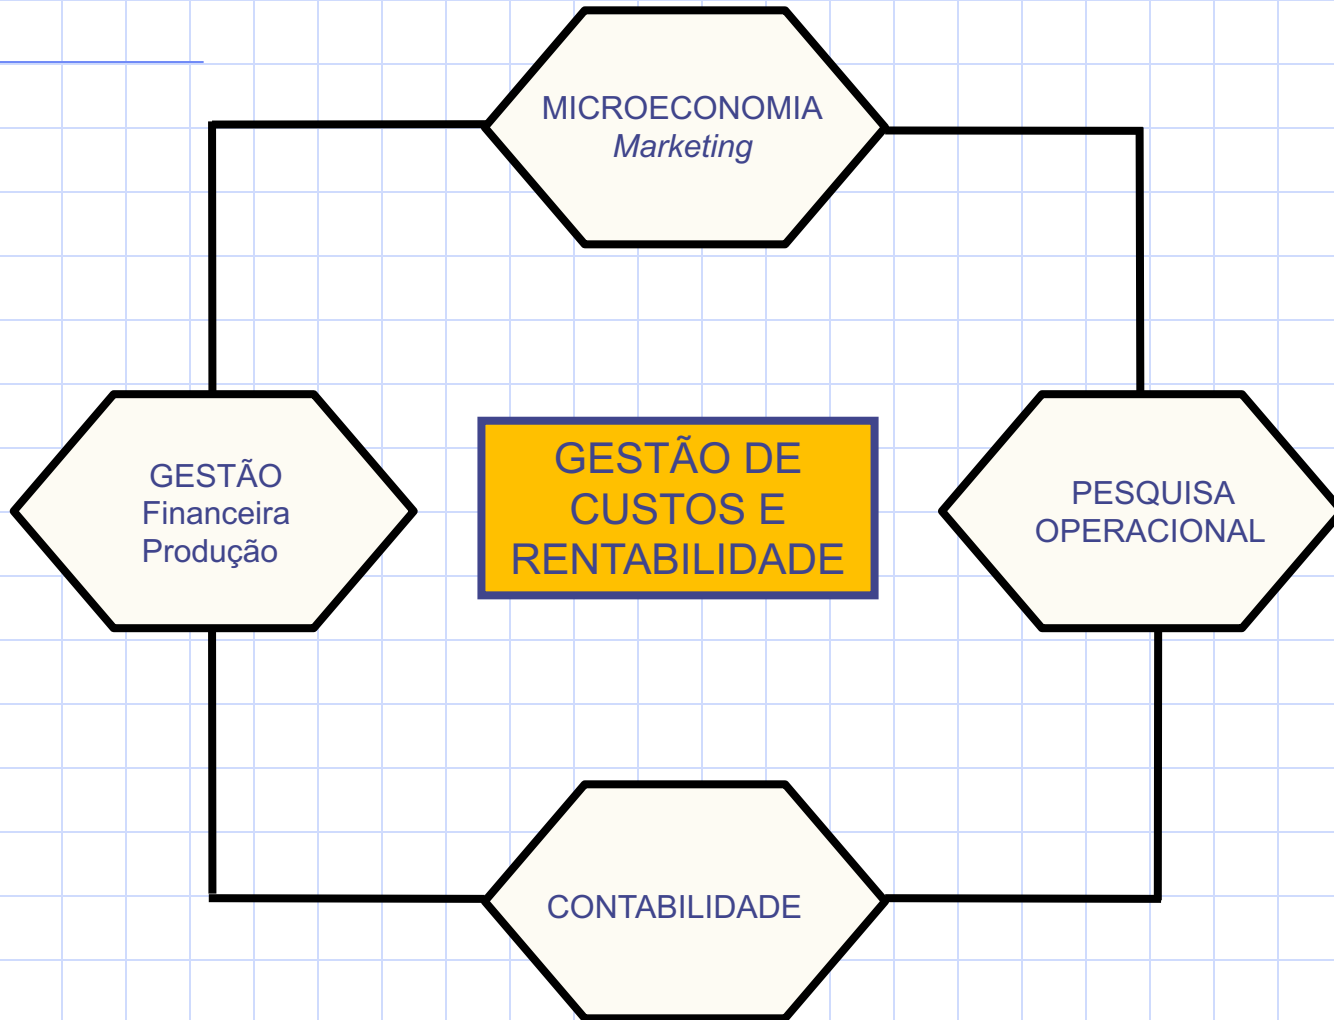 MICROECONOMIA
Marketing
GESTÃO
Financeira
Produção
GESTÃO DE
CUSTOS E
RENTABILIDADE
PESQUISA
OPERACIONAL
CONTABILIDADE